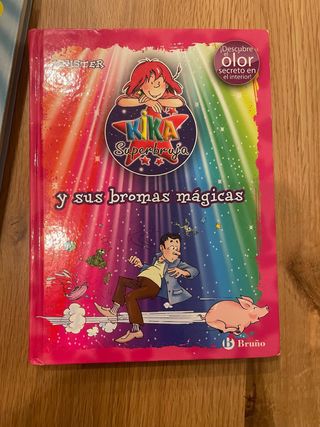 KNISTER
¡Descubre
el olor
secreto en
el interior!
KIKA
Superbruja
y sus bromas mágicas
b Bruño